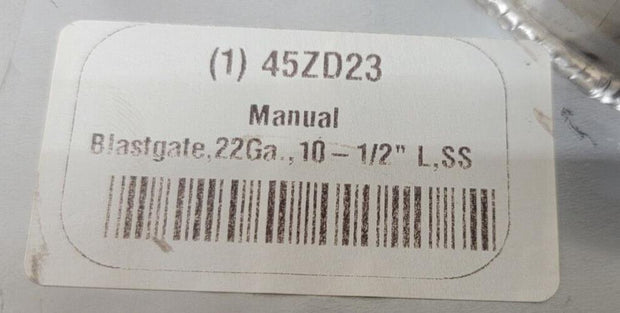 (1) 45ZD23
Manual
Blastgate,22Ga.,10-1/2" L,SS